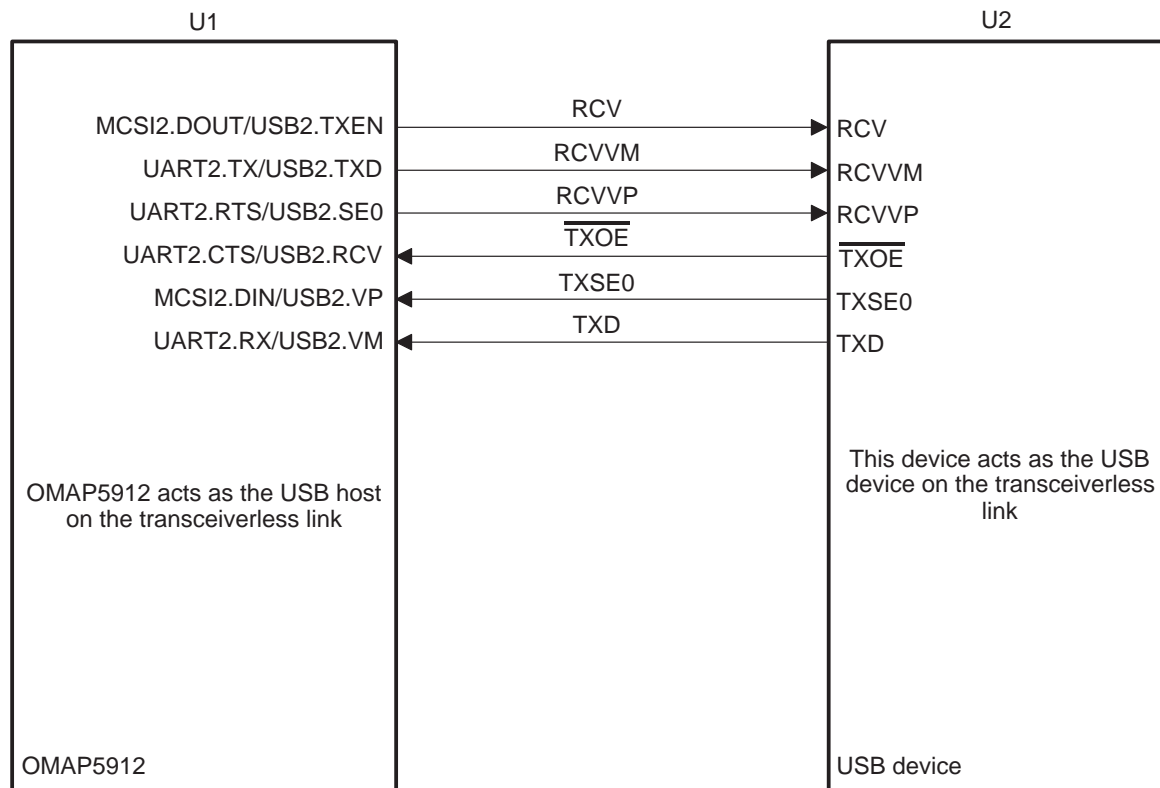 U1
U2
MCSI2.DOUT/USB2.TXEN
RCV
RCV
UART2.TX/USB2.TXD
RCVVM
RCVVM
UART2.RTS/USB2.SE0
RCVVP
RCVVP
UART2.CTS/USB2.RCV
TXOE
TXOE
MCSI2.DIN/USB2.VP
TXSE0
TXSE0
UART2.RX/USB2.VM
TXD
TXD
OMAP5912 acts as the USB host
on the transceiverless link
This device acts as the USB
device on the transceiverless
link
OMAP5912
USB device